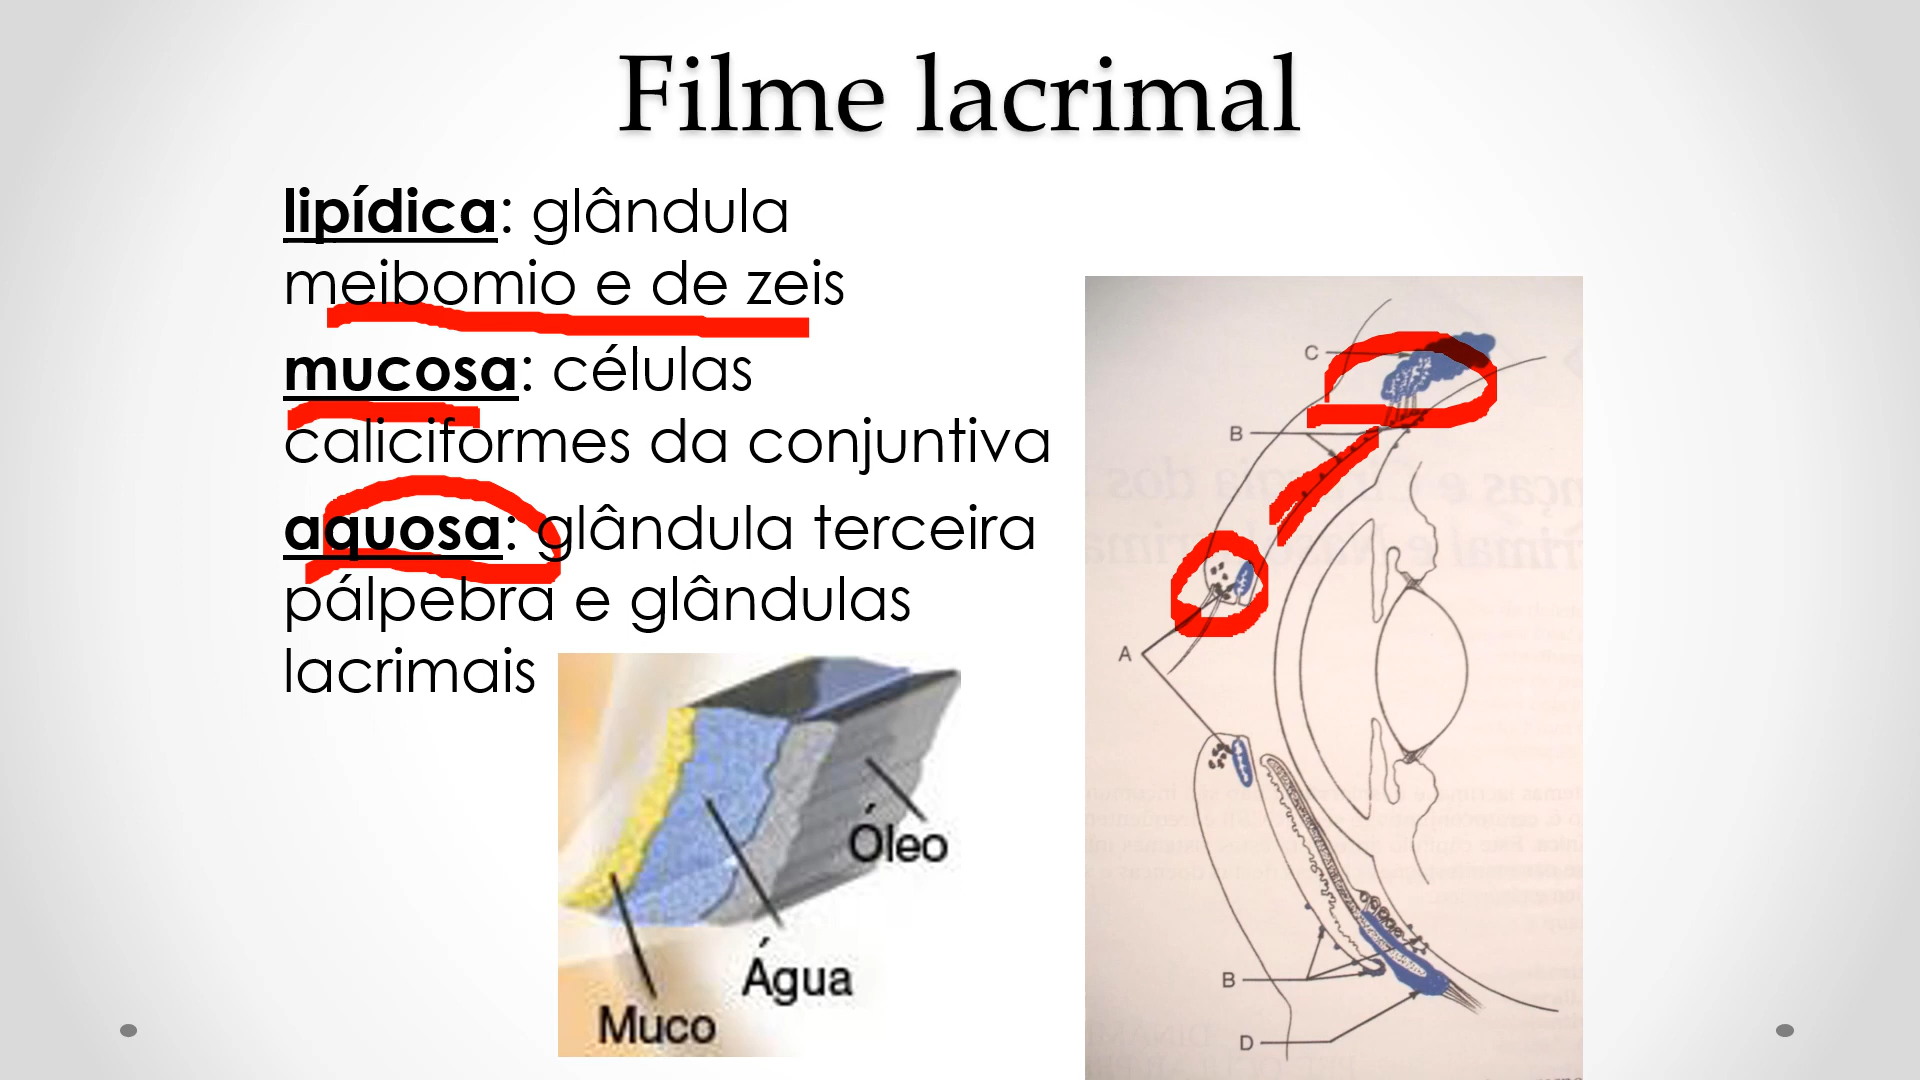 Filme lacrimal
lipídica: glândula
meibomio e de zeis
mucosa: células
caliciformes da conjuntiva
aquosa: glândula terceira
pálpebra e glândulas
lacrimais
Óleo
Água
Muco
C
B
A
B
D